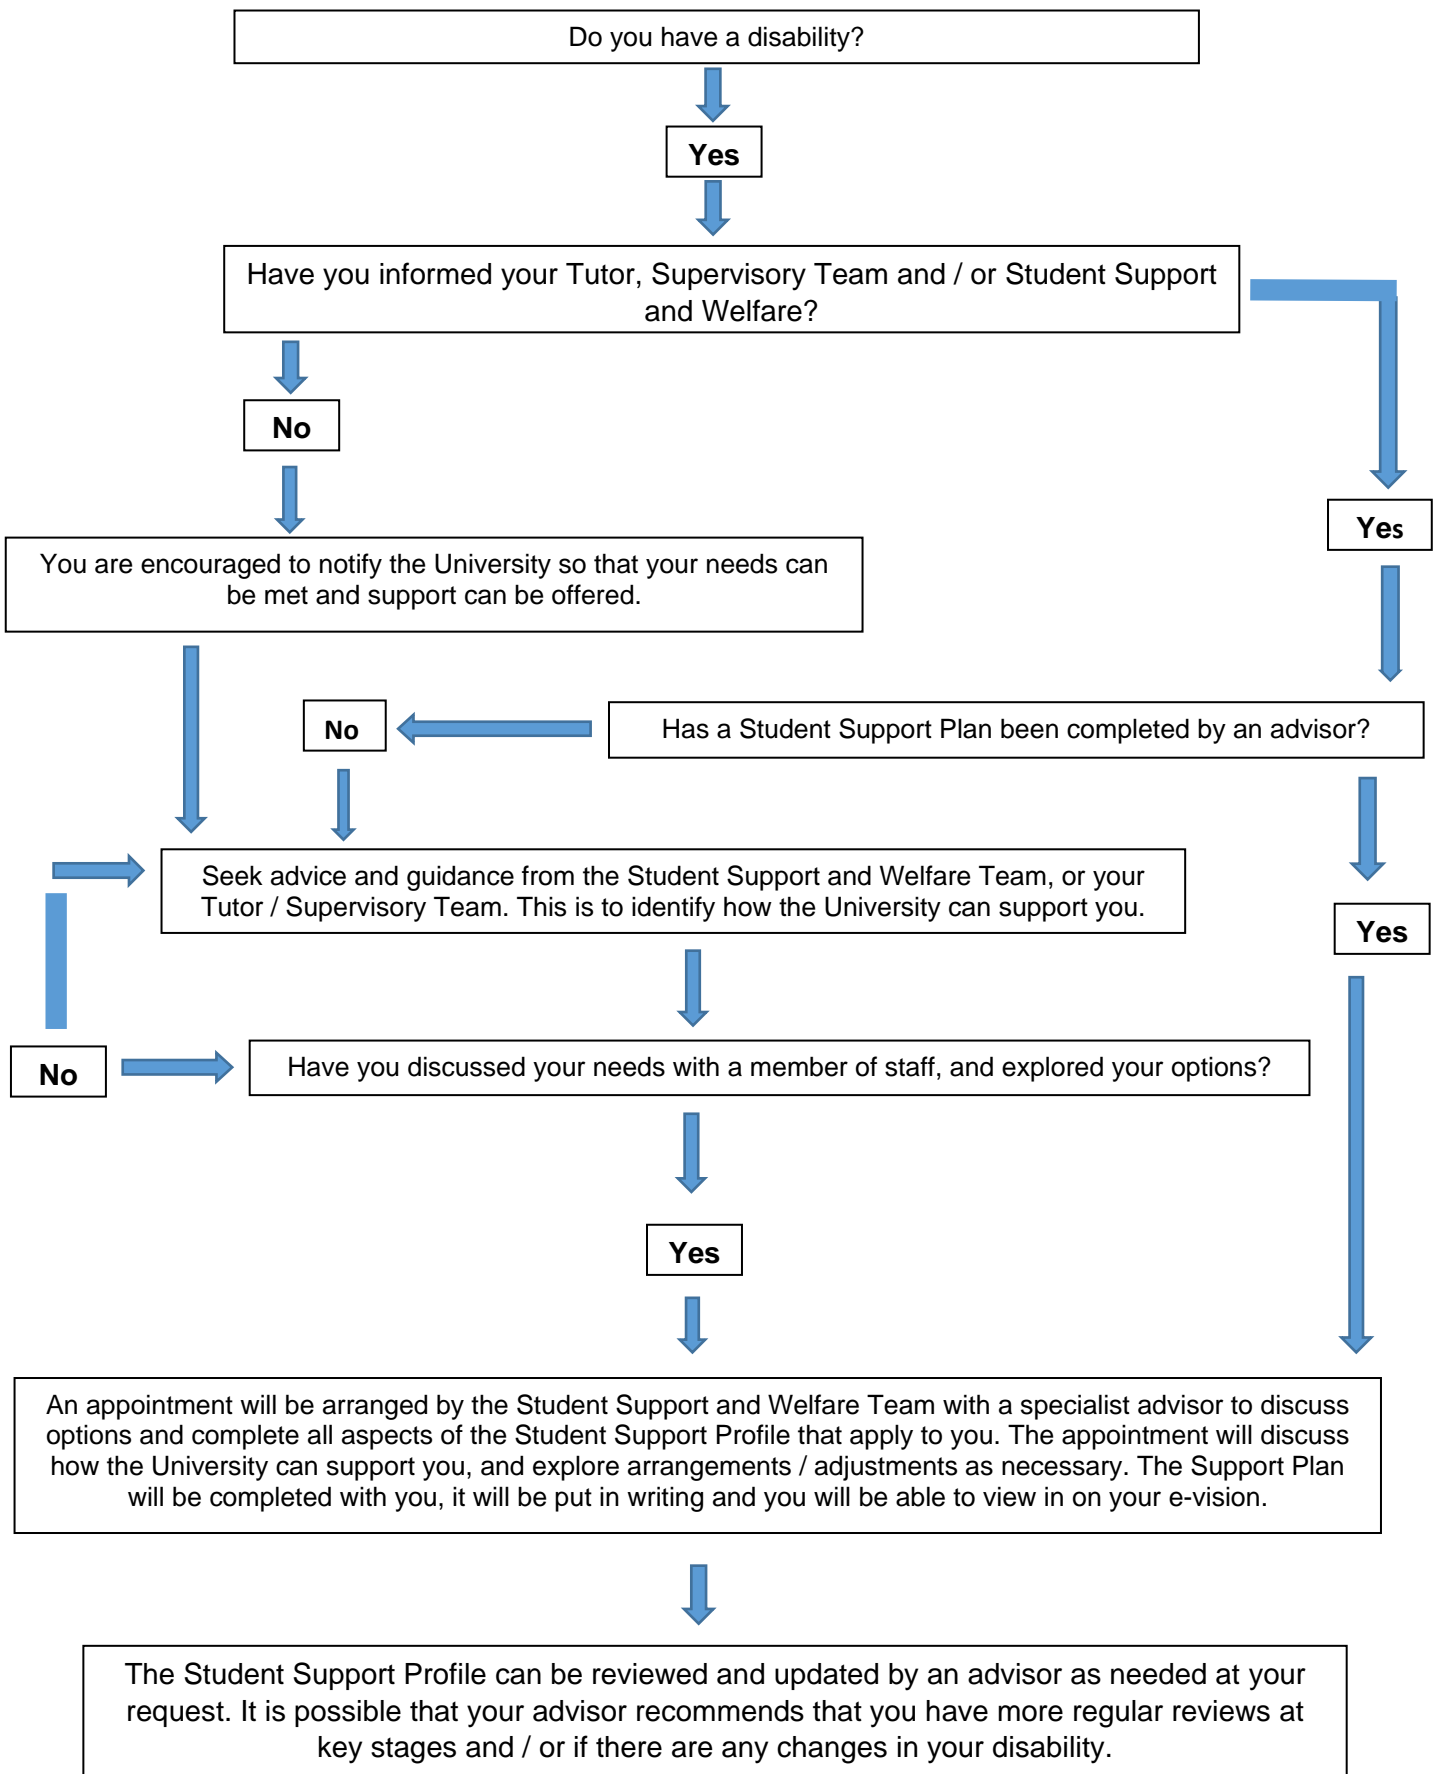 Do you have a disability?
Yes
Have you informed your Tutor, Supervisory Team and / or Student Support
and Welfare?
No
Yes
You are encouraged to notify the University so that your needs can
be met and support can be offered.
No
Has a Student Support Plan been completed by an advisor?
Seek advice and guidance from the Student Support and Welfare Team, or your
Tutor / Supervisory Team. This is to identify how the University can support you.
Yes
No
Have you discussed your needs with a member of staff, and explored your options?
Yes
An appointment will be arranged by the Student Support and Welfare Team with a specialist advisor to discuss
options and complete all aspects of the Student Support Profile that apply to you. The appointment will discuss
how the University can support you, and explore arrangements / adjustments as necessary. The Support Plan
will be completed with you, it will be put in writing and you will be able to view in on your e-vision.
The Student Support Profile can be reviewed and updated by an advisor as needed at your
request. It is possible that your advisor recommends that you have more regular reviews at
key stages and / or if there are any changes in your disability.